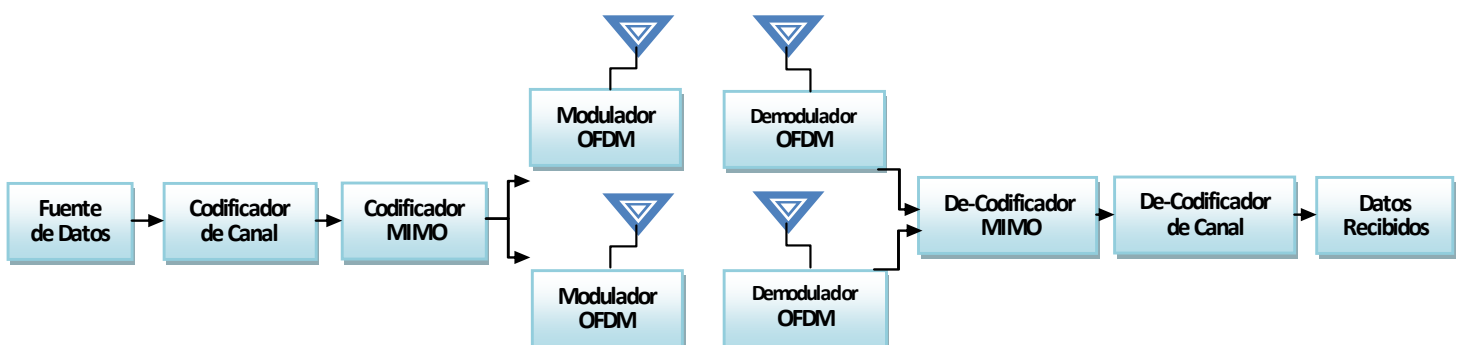 Fuente
de Datos
Codificador
de Canal
Codificador
MIMO
Modulador
OFDM
Modulador
OFDM
Demodulador
OFDM
Demodulador
OFDM
De-Codificador
MIMO
De-Codificador
de Canal
Datos
Recibidos